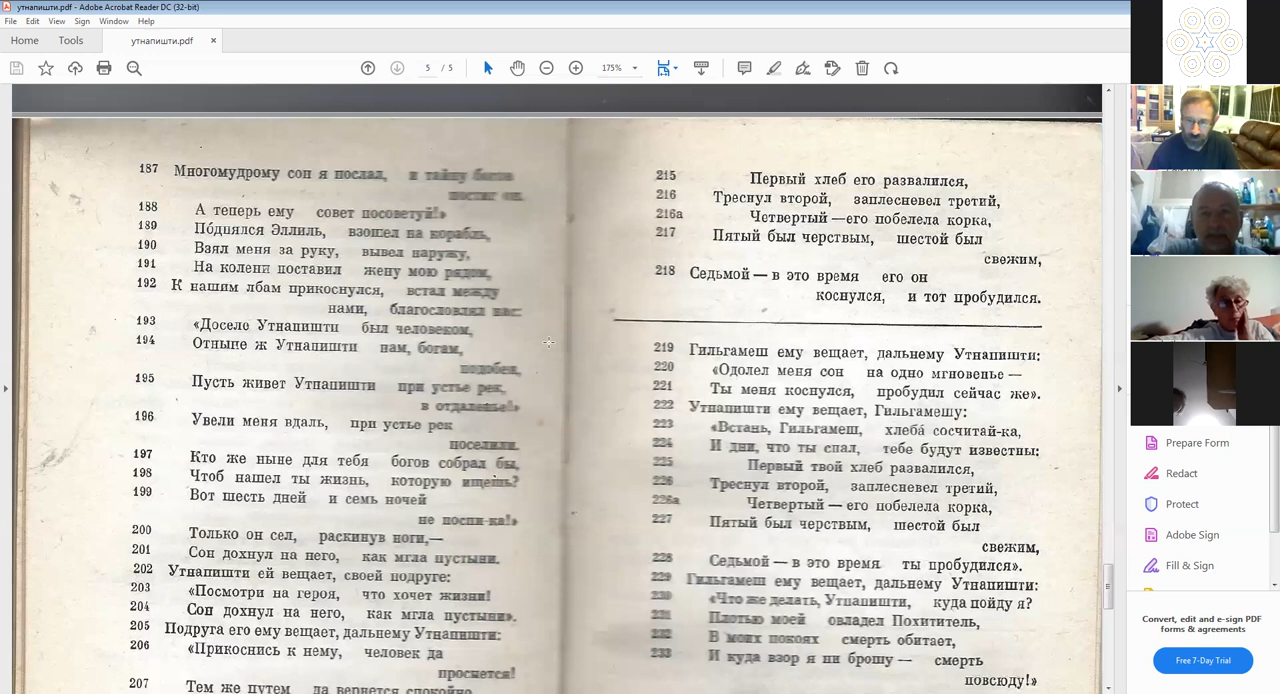 утнапишти.pdf - Adobe Acrobat Reader DC (32-bit)
File Edit View Sign Window Help
Home Tools утнапишти.pdf ×
5 / 5 175%
187 Многомудрому сон я послал, и тайну богов
постиг он.
188 А теперь ему совет посоветуй!»
189 По́днялся Эллиль, взошел на корабль,
190 Взял меня за руку, вывел наружу,
191 На колени поставил жену мою рядом,
192 К нашим лбам прикоснулся, встал между
нами, благословлял нас:
193 «Доселе Утнапишти был человеком,
194 Отныне ж Утнапишти нам, богам,
подобен,
195 Пусть живет Утнапишти при устье рек,
в отдаленье!»
196 Увели меня вдаль, при устье рек
поселили.
197 Кто же ныне для тебя богов собрал бы,
198 Чтоб нашел ты жизнь, которую ищешь?
199 Вот шесть дней и семь ночей
не поспи-ка!»
200 Только он сел, раскинув ноги,—
201 Сон дохнул на него, как мгла пустыни.
202 Утнапишти ей вещает, своей подруге:
203 «Посмотри на героя, что хочет жизни!
204 Сон дохнул на него, как мгла пустыни».
205 Подруга его ему вещает, дальнему Утнапишти:
206 «Прикоснись к нему, человек да
проснется!
207 Тем же путем да вернется спокойно,
215 Первый хлеб его развалился,
216 Треснул второй, заплесневел третий,
216а Четвертый — его побелела корка,
217 Пятый был черствым, шестой был
свежим,
218 Седьмой — в это время его он
коснулся, и тот пробудился.
219 Гильгамеш ему вещает, дальнему Утнапишти:
220 «Одолел меня сон на одно мгновенье —
221 Ты меня коснулся, пробудил сейчас же».
222 Утнапишти ему вещает, Гильгамешу:
223 «Встань, Гильгамеш, хлеба́ сосчитай-ка,
224 И дни, что ты спал, тебе будут известны:
225 Первый твой хлеб развалился,
226 Треснул второй, заплесневел третий,
226а Четвертый — его побелела корка,
227 Пятый был черствым, шестой был
свежим,
228 Седьмой — в это время ты пробудился».
229 Гильгамеш ему вещает, дальнему Утнапишти:
230 «Что же делать, Утнапишти, куда пойду я?
231 Плотью моей овладел Похититель,
232 В моих покоях смерть обитает,
233 И куда взор я ни брошу — смерть
повсюду!»
Prepare Form
Redact
Protect
Adobe Sign
Fill & Sign
Convert, edit and e-sign PDF
forms & agreements
Free 7-Day Trial